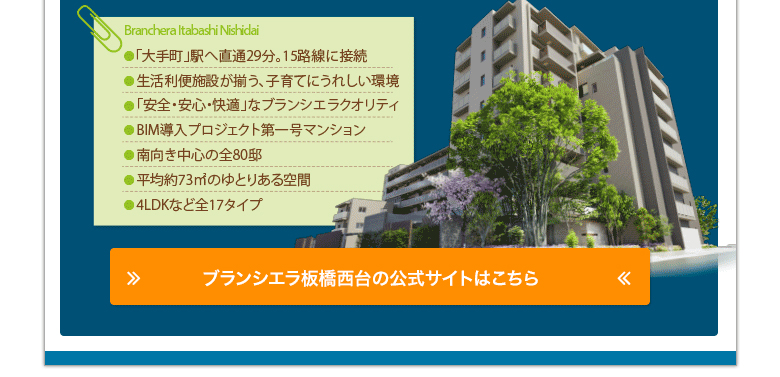 Branchera Itabashi Nishidai
●「大手町」駅へ直通29分。15路線に接続
●生活利便施設が揃う、子育てにうれしい環境
●「安全・安心・快適」なブランシエラクオリティ
●BIM導入プロジェクト第一号マンション
●南向き中心の全80邸
●平均約73㎡のゆとりある空間
●4LDKなど全17タイプ
ブランシエラ板橋西台の公式サイトはこちら